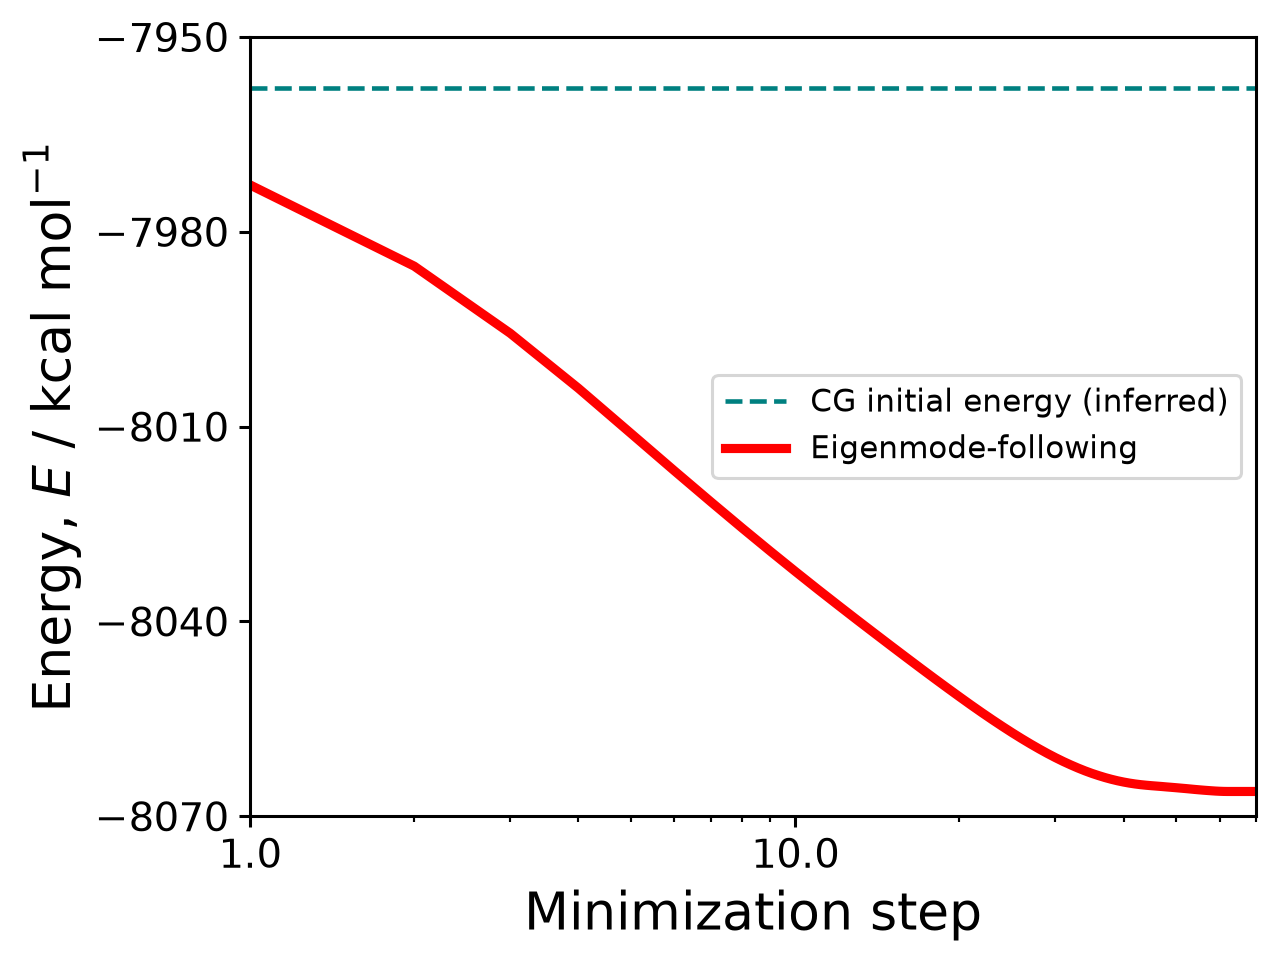 −7950
−7980
−8010
−8040
−8070
Energy, E / kcal mol⁻¹
CG initial energy (inferred)
Eigenmode-following
1.0
10.0
Minimization step